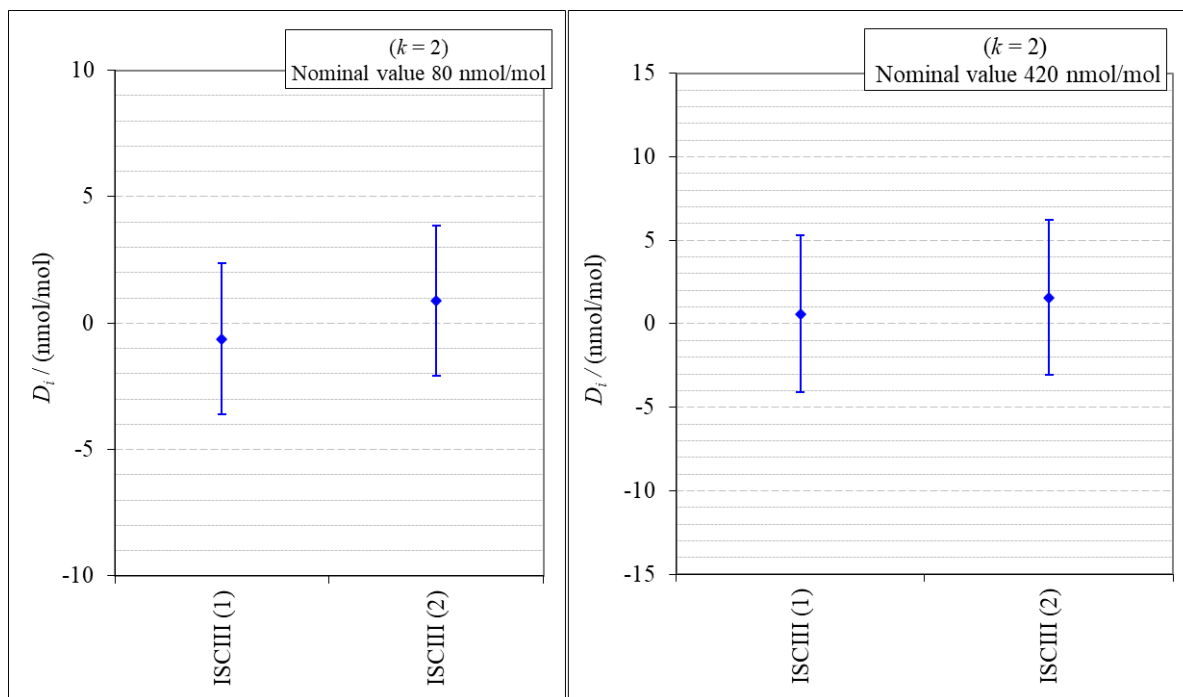 (k = 2)
Nominal value 80 nmol/mol
10
5
0
-5
-10
D_i / (nmol/mol)
ISCIII (1)
ISCIII (2)
(k = 2)
Nominal value 420 nmol/mol
15
10
5
0
-5
-10
-15
D_i / (nmol/mol)
ISCIII (1)
ISCIII (2)